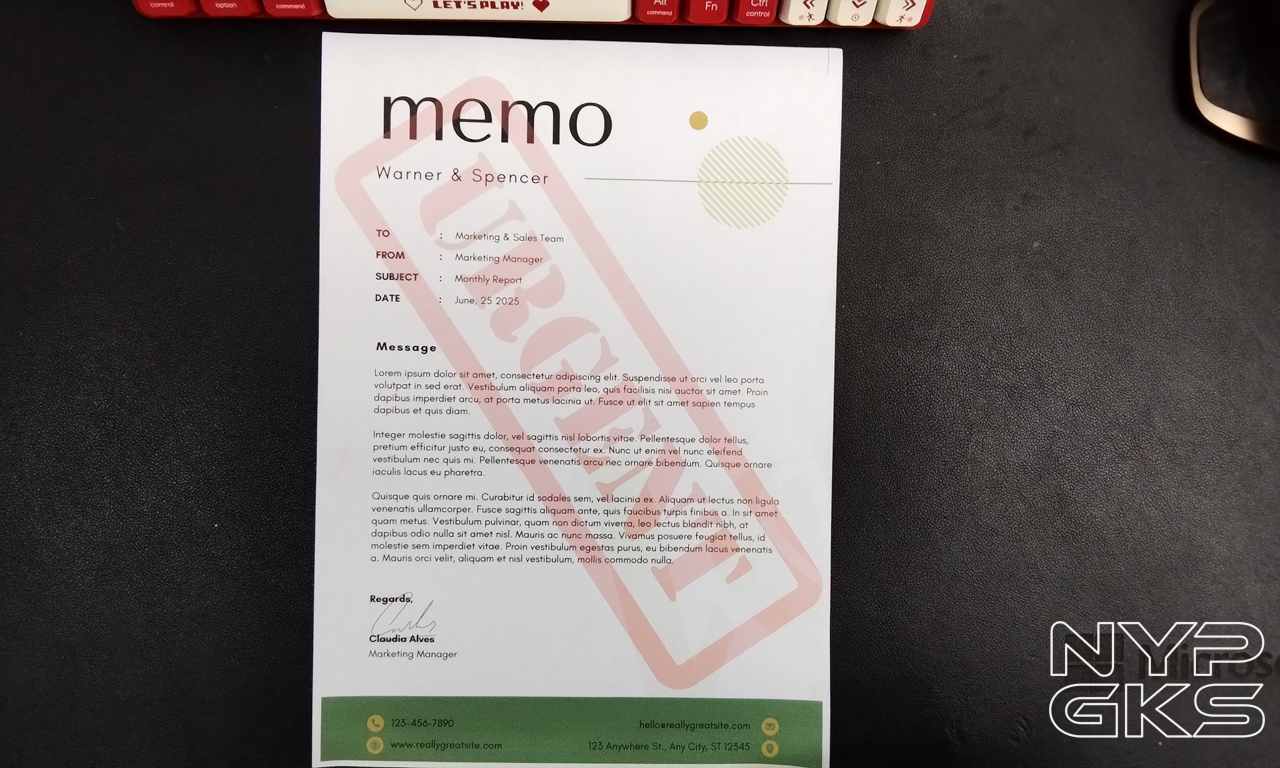 control
option
command
LET'S PLAY!
Alt
command
Fn
Ctrl
control
memo
Warner & Spencer
URGENT
TO : Marketing & Sales Team
FROM : Marketing Manager
SUBJECT : Monthly Report
DATE : June, 25 2025
Message
Lorem ipsum dolor sit amet, consectetur adipiscing elit. Suspendisse ut orci vel leo porta
volutpat in sed erat. Vestibulum aliquam porta leo, quis facilisis nisi auctor sit amet. Proin
dapibus imperdiet arcu, at porta metus lacinia ut. Fusce ut elit sit amet sapien tempus
dapibus et quis diam.
Integer molestie sagittis dolor, vel sagittis nisl lobortis vitae. Pellentesque dolor tellus,
pretium efficitur justo eu, consequat consectetur ex. Nunc ut enim vel nunc eleifend
vestibulum nec quis mi. Pellentesque venenatis arcu nec ornare bibendum. Quisque ornare
iaculis lacus eu pharetra.
Quisque quis ornare mi. Curabitur id sodales sem, vel lacinia ex. Aliquam ut lectus non ligula
venenatis ullamcorper. Fusce sagittis aliquam ante, quis faucibus turpis finibus a. In sit amet
quam metus. Vestibulum pulvinar, quam non dictum viverra, leo lectus blandit nibh, at
dapibus odio nulla sit amet nisl. Mauris ac nunc massa. Vivamus posuere feugiat tellus, id
molestie sem imperdiet vitae. Proin vestibulum egestas purus, eu bibendum lacus venenatis
a. Mauris orci velit, aliquam et nisl vestibulum, mollis commodo nulla.
Regards,
Claudia Alves
Marketing Manager
123-456-7890
hello@reallygreatsite.com
www.reallygreatsite.com
123 Anywhere St., Any City, ST 12345
NYP
GKS